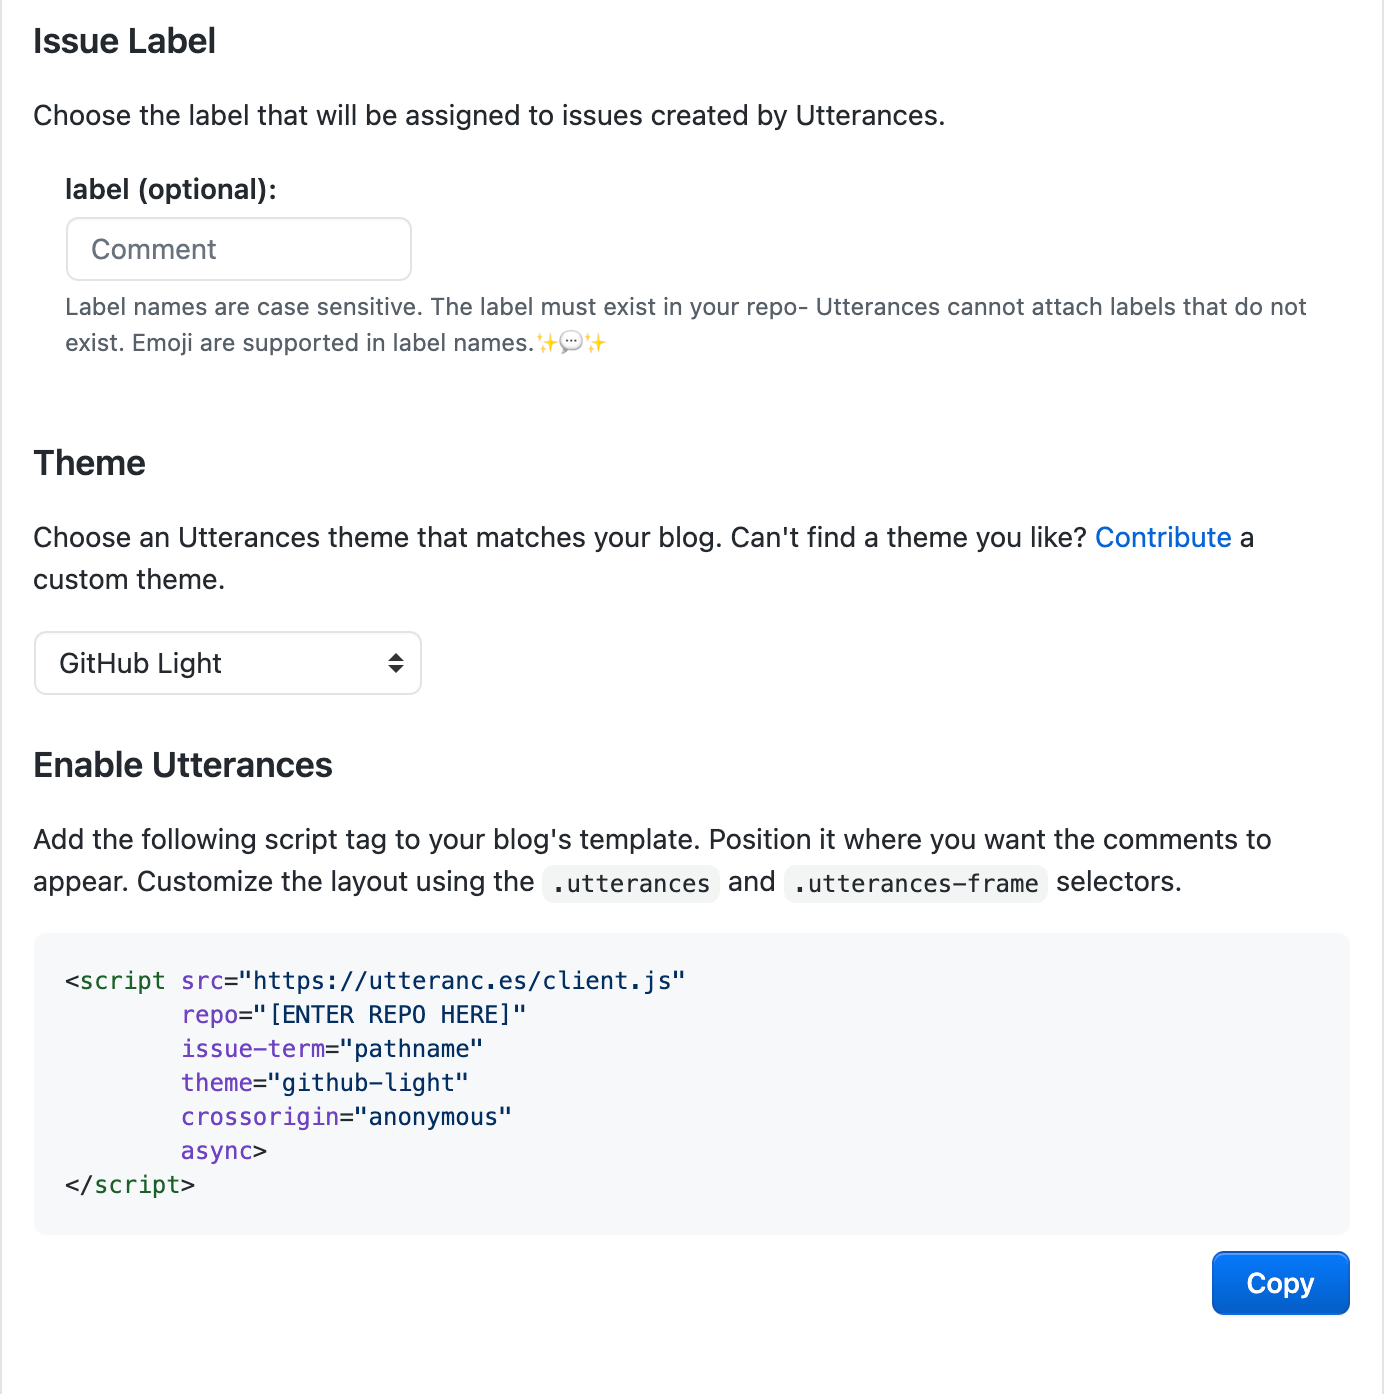 Issue Label
Choose the label that will be assigned to issues created by Utterances.
label (optional):
Comment
Label names are case sensitive. The label must exist in your repo- Utterances cannot attach labels that do not
exist. Emoji are supported in label names.✨💬✨
Theme
Choose an Utterances theme that matches your blog. Can't find a theme you like? Contribute a
custom theme.
GitHub Light
Enable Utterances
Add the following script tag to your blog's template. Position it where you want the comments to
appear. Customize the layout using the .utterances and .utterances-frame selectors.
<script src="https://utteranc.es/client.js"
        repo="[ENTER REPO HERE]"
        issue-term="pathname"
        theme="github-light"
        crossorigin="anonymous"
        async>
</script>
Copy